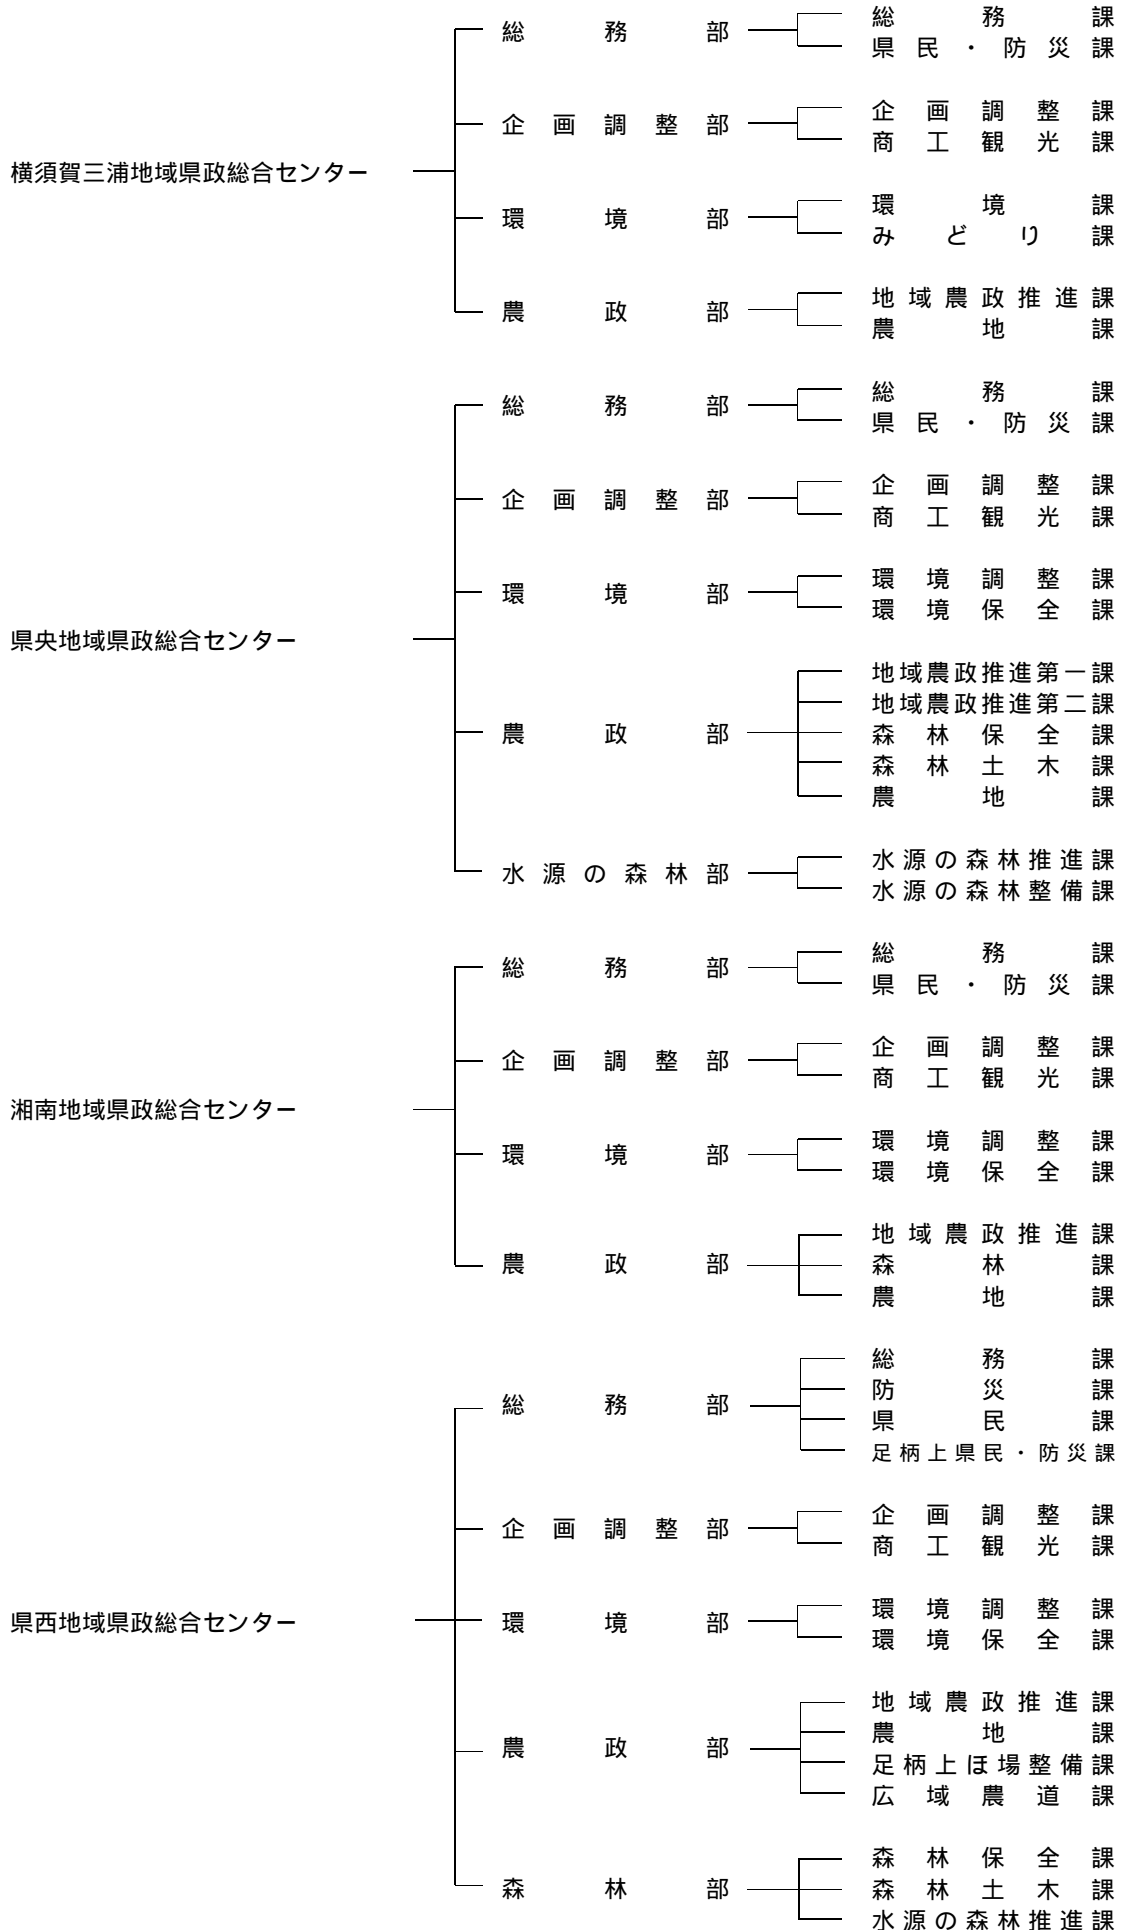 総務部
総務課
県民・防災課
企画調整部
企画調整課
商工観光課
横須賀三浦地域県政総合センター
環境部
環境課
みどり課
農政部
地域農政推進課
農地課
総務部
総務課
県民・防災課
企画調整部
企画調整課
商工観光課
環境部
環境調整課
環境保全課
県央地域県政総合センター
農政部
地域農政推進第一課
地域農政推進第二課
森林保全課
森林土木課
農地課
水源の森林部
水源の森林推進課
水源の森林整備課
総務部
総務課
県民・防災課
企画調整部
企画調整課
商工観光課
湘南地域県政総合センター
環境部
環境調整課
環境保全課
農政部
地域農政推進課
森林課
農地課
総務部
総務課
防災課
県民課
足柄上県民・防災課
企画調整部
企画調整課
商工観光課
県西地域県政総合センター
環境部
環境調整課
環境保全課
農政部
地域農政推進課
農地課
足柄上ほ場整備課
広域農道課
森林部
森林保全課
森林土木課
水源の森林推進課